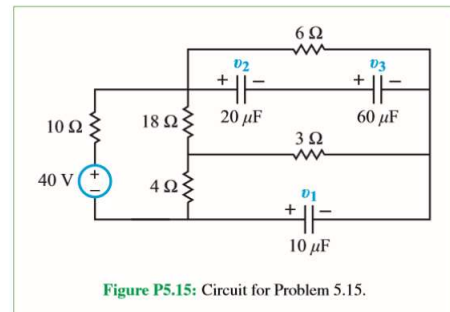 6 Ω
v2
v3
+ −
+ −
10 Ω
18 Ω
20 μF
60 μF
3 Ω
40 V
+
−
4 Ω
v1
+ −
10 μF
Figure P5.15: Circuit for Problem 5.15.